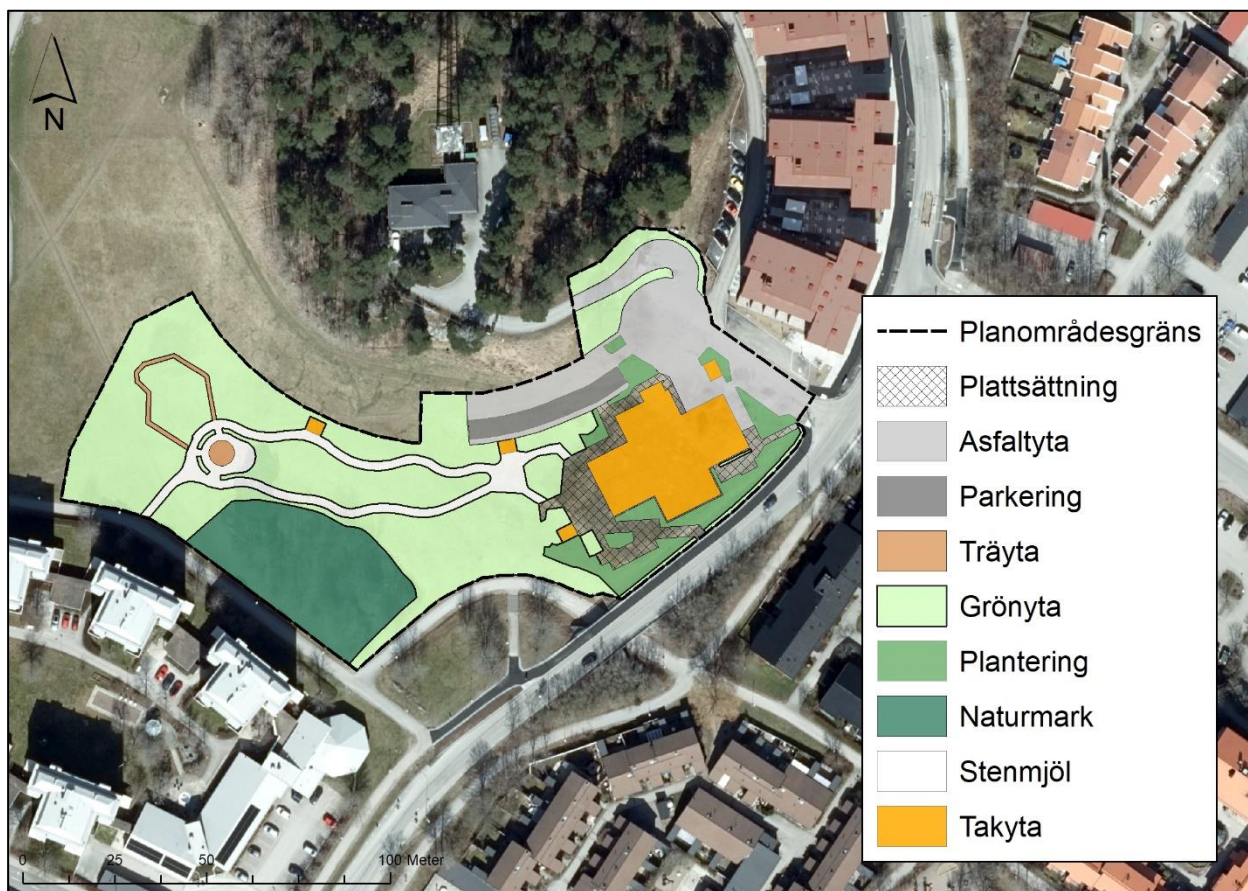 N
Planområdesgräns
Plattsättning
Asfaltyta
Parkering
Träyta
Grönyta
Plantering
Naturmark
Stenmjöl
Takyta
0 25 50 100 Meter